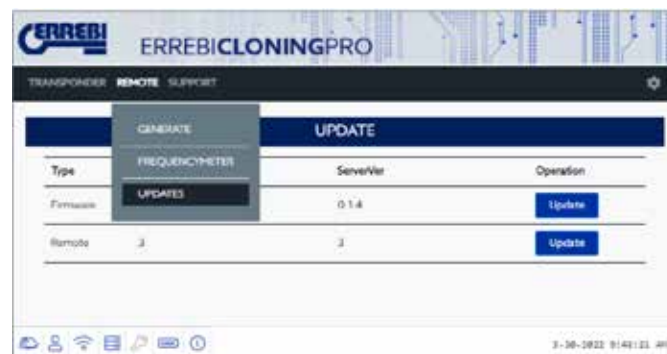 ERREBI
ERREBICLONINGPRO
TRANSPONDER REMOTE SUPPORT
GENERATE
UPDATE
FREQUENCYMETER
Type ServerVer Operation
UPDATES
Firmware 0.1.4 Update
Remote 3 3 Update